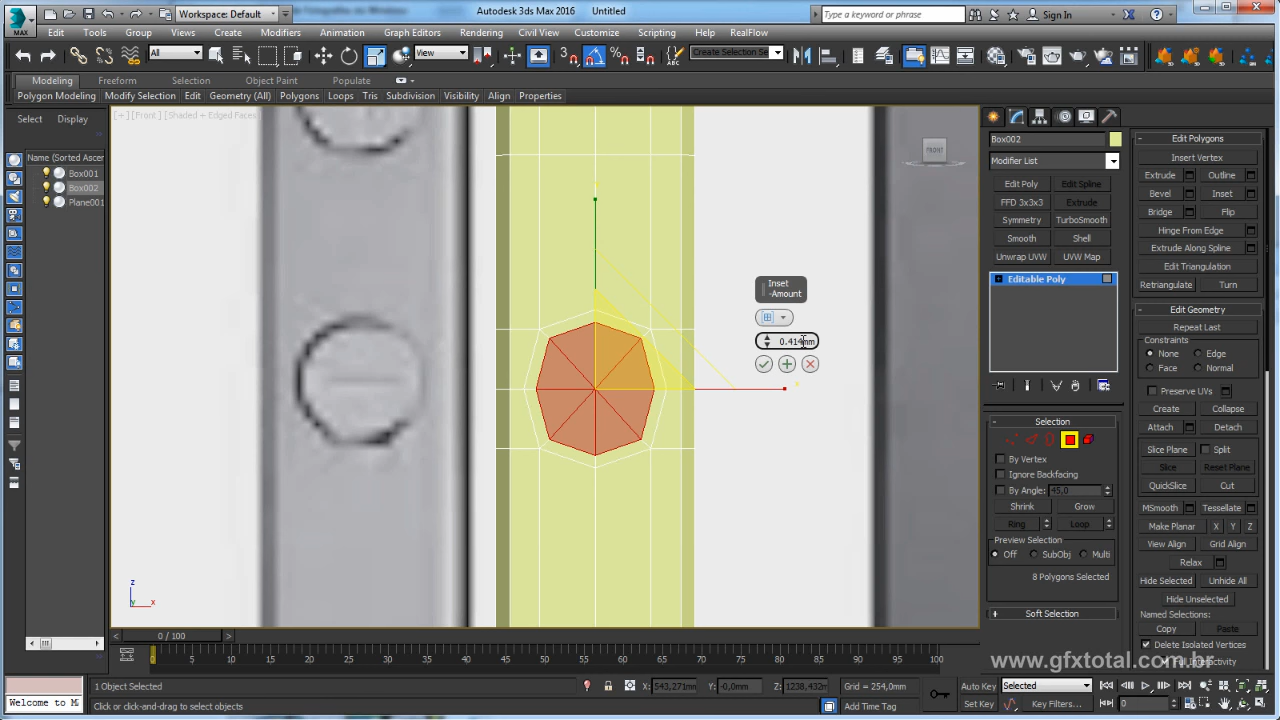 Workspace: Default
Autodesk 3ds Max 2016 Untitled
Type a keyword or phrase
Sign In
MAX
Edit Tools Group Views Create Modifiers Animation Graph Editors Rendering Civil View Customize Scripting Help RealFlow
All
View
Create Selection Se
Modeling Freeform Selection Object Paint Populate
Polygon Modeling Modify Selection Edit Geometry (All) Polygons Loops Tris Subdivision Visibility Align Properties
Select Display
Name (Sorted Ascer
Box001
Box002
Plane001
[+] [Front] [Shaded + Edged Faces]
FRONT
Inset
-Amount
0.414mm
z
x
Box002
Modifier List
Edit Poly Edit Spline
FFD 3x3x3 Extrude
Symmetry TurboSmooth
Smooth Shell
Unwrap UVW UVW Map
Editable Poly
Selection
By Vertex
Ignore Backfacing
By Angle: 45,0
Shrink Grow
Ring Loop
Preview Selection
Off SubObj Multi
8 Polygons Selected
Soft Selection
Edit Polygons
Insert Vertex
Extrude Outline
Bevel Inset
Bridge Flip
Hinge From Edge
Extrude Along Spline
Edit Triangulation
Retriangulate Turn
Edit Geometry
Repeat Last
Constraints
None Edge
Face Normal
Preserve UVs
Create Collapse
Attach Detach
Slice Plane Split
Slice Reset Plane
QuickSlice Cut
MSmooth Tessellate
Make Planar X Y Z
View Align Grid Align
Relax
Hide Selected Unhide All
Hide Unselected
Named Selections:
Copy Paste
Delete Isolated Vertices
Full Interactivity
www.gfxtotal.com.br
0 / 100
0 5 10 15 20 25 30 35 40 45 50 55 60 65 70 75 80 85 90 95 100
1 Object Selected
X: 543,271m Y: -0,0mm Z: 1238,432m Grid = 254,0mm
Auto Key Selected
Welcome to M
Click or click-and-drag to select objects
Add Time Tag
Set Key Key Filters... 0